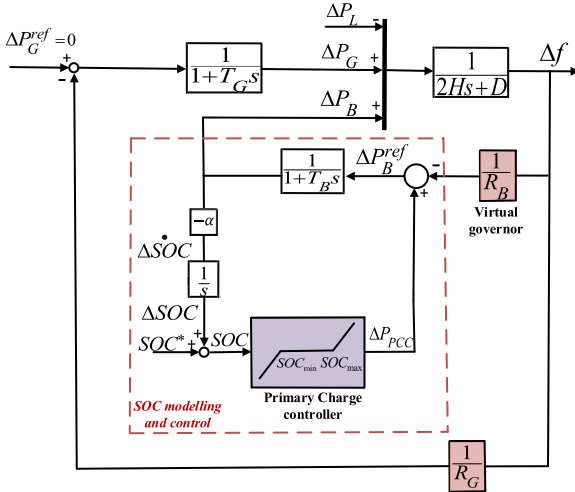 ΔP_L -
ΔP_G^ref = 0
+
-
1/(1+T_G s)
ΔP_G +
ΔP_B +
1/(2Hs+D)
Δf
1/(1+T_B s)
ΔP_B^ref
-
+
1/R_B
Virtual
governor
-α
ΔSȮC
1/s
ΔSOC
+
SOC* +
SOC
SOC_min SOC_max
ΔP_PCC
Primary Charge
controller
SOC modelling
and control
1/R_G